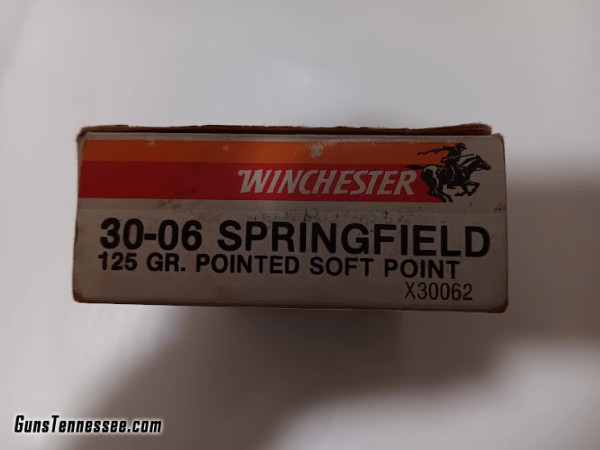 WINCHESTER
30-06 SPRINGFIELD
125 GR. POINTED SOFT POINT
X30062
GunsTennessee.com